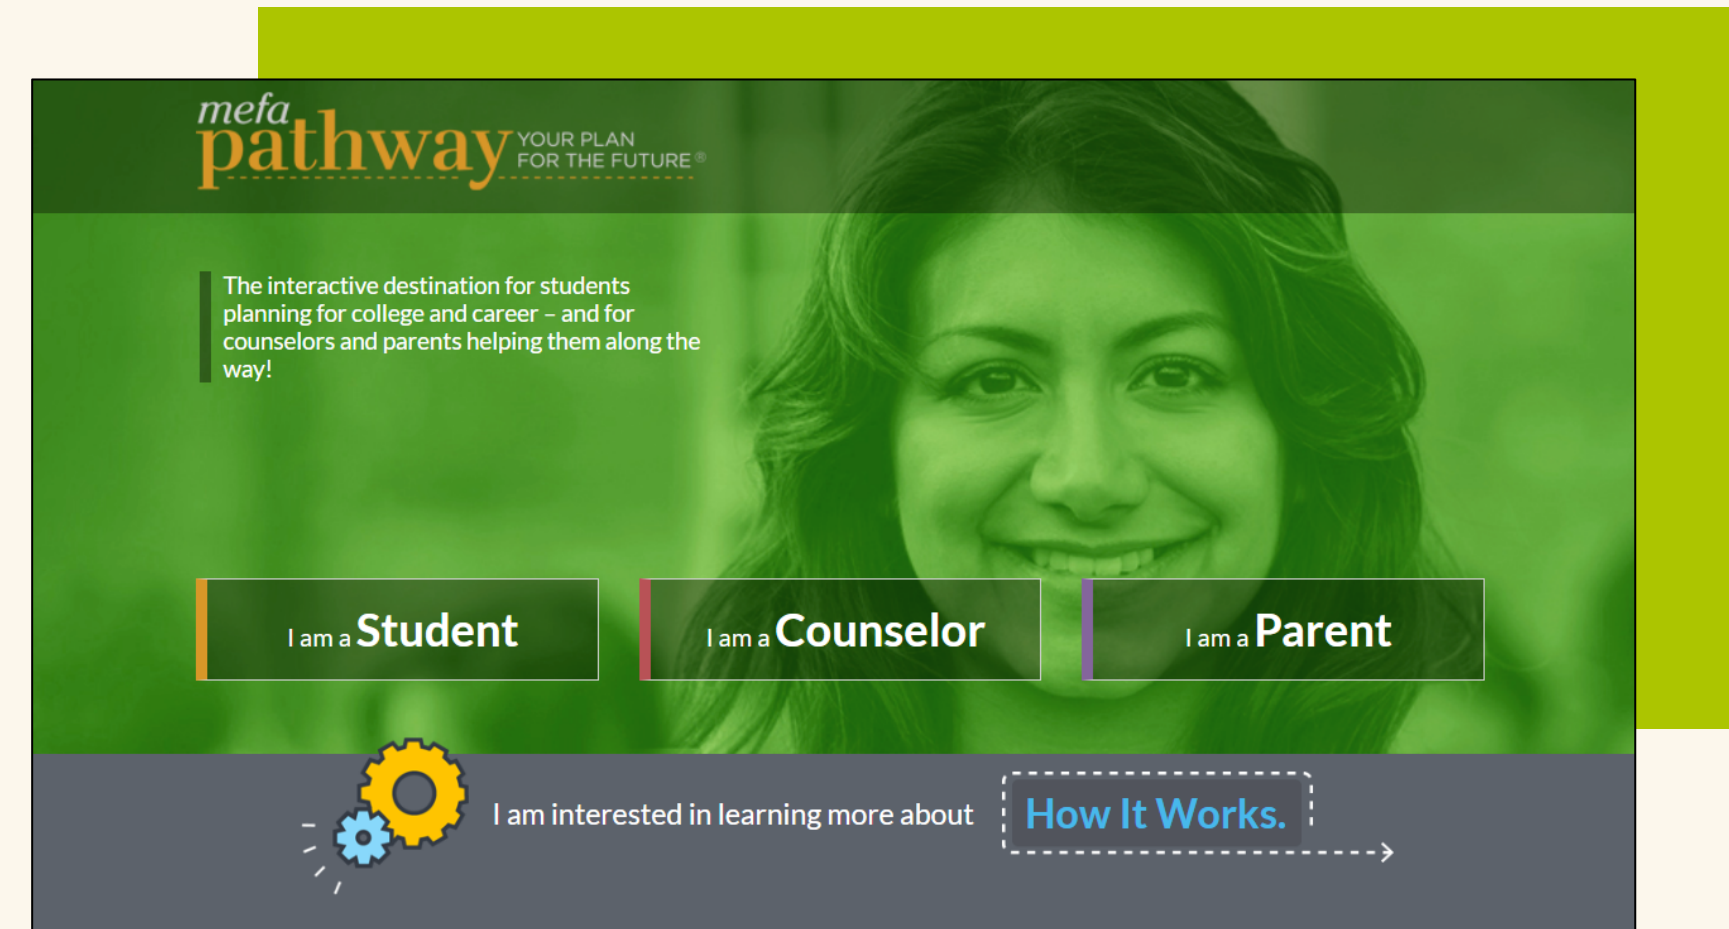 mefa
pathway
YOUR PLAN
FOR THE FUTURE®
The interactive destination for students
planning for college and career – and for
counselors and parents helping them along the
way!
I am a Student
I am a Counselor
I am a Parent
I am interested in learning more about How It Works.